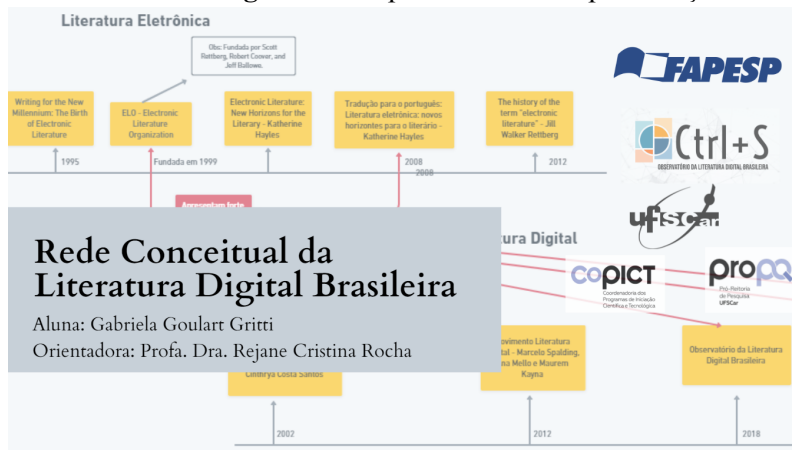 Literatura Eletrônica
Obs: Fundada por Scott
Rettberg, Robert Coover, and
Jeff Ballowe.
Writing for the New
Millennium: The Birth
of Electronic
Literature
ELO - Electronic
Literature
Organization
Electronic Literature:
New Horizons for the
Literary - Katherine
Hayles
Tradução para o português:
Literatura eletrônica: novos
horizontes para o literário -
Katherine Hayles
The history of the
term "electronic
literature" - Jill
Walker Rettberg
1995
Fundada em 1999
2008
2008
2012
Apresentam forte
FAPESP
Ctrl+S
OBSERVATÓRIO DA LITERATURA DIGITAL BRASILEIRA
ufscar
Rede Conceitual da
Literatura Digital Brasileira
Aluna: Gabriela Goulart Gritti
Orientadora: Profa. Dra. Rejane Cristina Rocha
tura Digital
COPICT
Coordenadoria dos
Programas de Iniciação
Científica e Tecnológica
proPQ
Pró-Reitoria
de Pesquisa
UFSCar
ovimento Literatura
tal - Marcelo Spalding,
na Mello e Maurem
Kayna
Observatório da Literatura
Digital Brasileira
Cinthya Costa Santos
2002
2012
2018